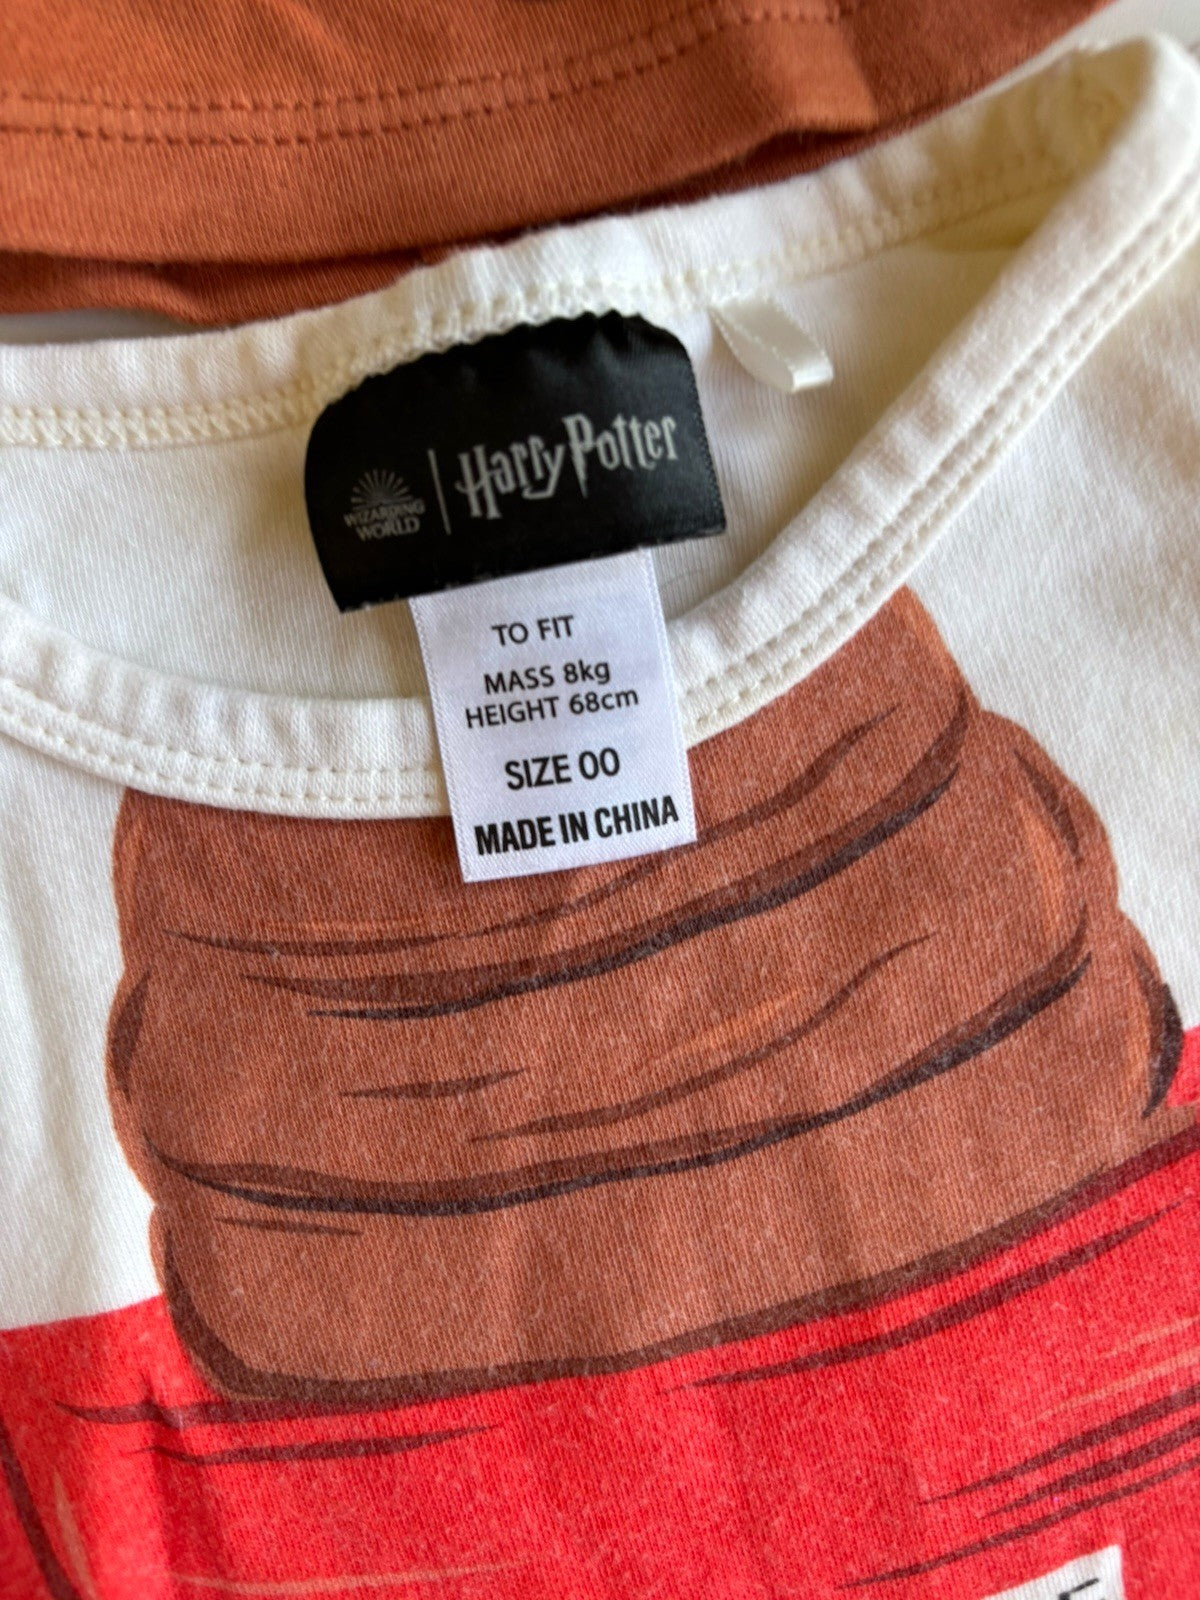 WIZARDING
WORLD
Harry Potter
TO FIT
MASS 8kg
HEIGHT 68cm
SIZE 00
MADE IN CHINA